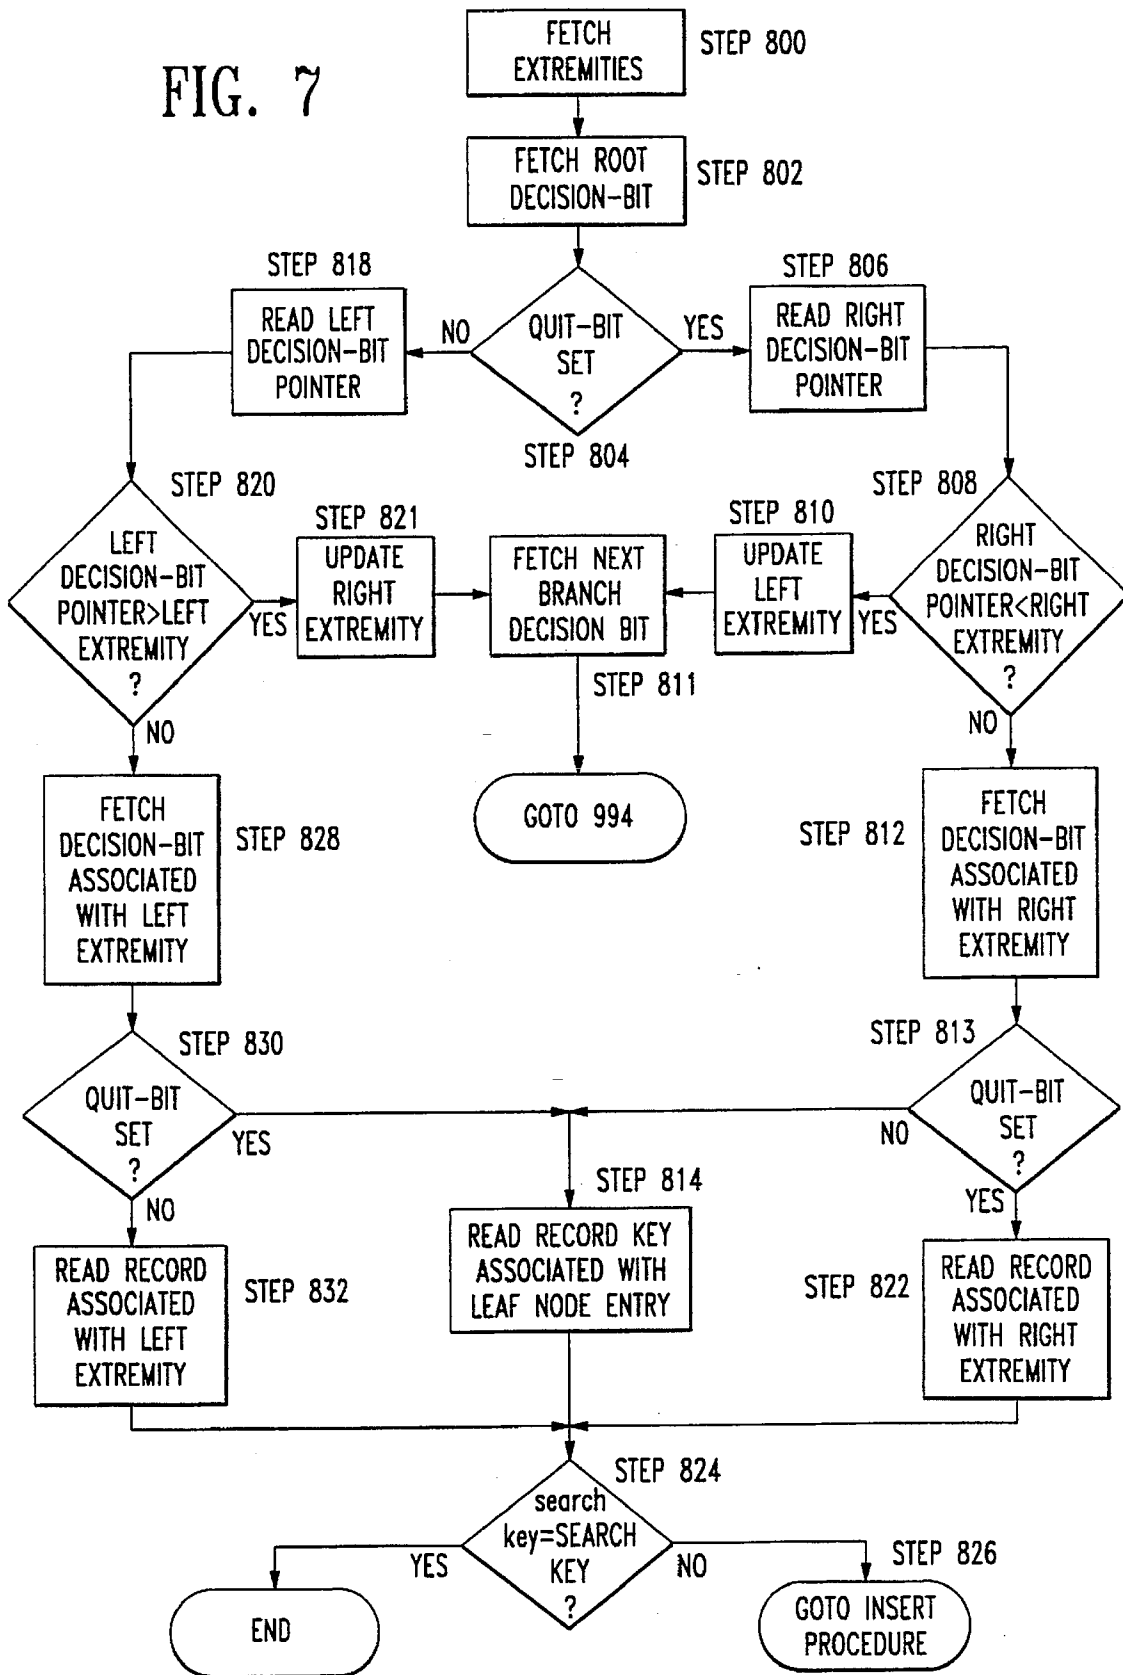 FIG. 7
FETCH
EXTREMITIES
STEP 800
FETCH ROOT
DECISION-BIT
STEP 802
STEP 818
READ LEFT
DECISION-BIT
POINTER
NO
QUIT-BIT
SET
?
STEP 804
YES
STEP 806
READ RIGHT
DECISION-BIT
POINTER
STEP 820
LEFT
DECISION-BIT
POINTER>LEFT
EXTREMITY
?
YES
NO
STEP 821
UPDATE
RIGHT
EXTREMITY
FETCH NEXT
BRANCH
DECISION BIT
STEP 811
STEP 810
UPDATE
LEFT
EXTREMITY
STEP 808
RIGHT
DECISION-BIT
POINTER<RIGHT
EXTREMITY
?
YES
NO
GOTO 994
FETCH
DECISION-BIT
ASSOCIATED
WITH LEFT
EXTREMITY
STEP 828
STEP 812
FETCH
DECISION-BIT
ASSOCIATED
WITH RIGHT
EXTREMITY
STEP 830
QUIT-BIT
SET
?
YES
NO
STEP 813
QUIT-BIT
SET
?
NO
YES
STEP 814
READ RECORD KEY
ASSOCIATED WITH
LEAF NODE ENTRY
READ RECORD
ASSOCIATED
WITH LEFT
EXTREMITY
STEP 832
STEP 822
READ RECORD
ASSOCIATED
WITH RIGHT
EXTREMITY
STEP 824
search
key=SEARCH
KEY
?
YES
NO
END
STEP 826
GOTO INSERT
PROCEDURE